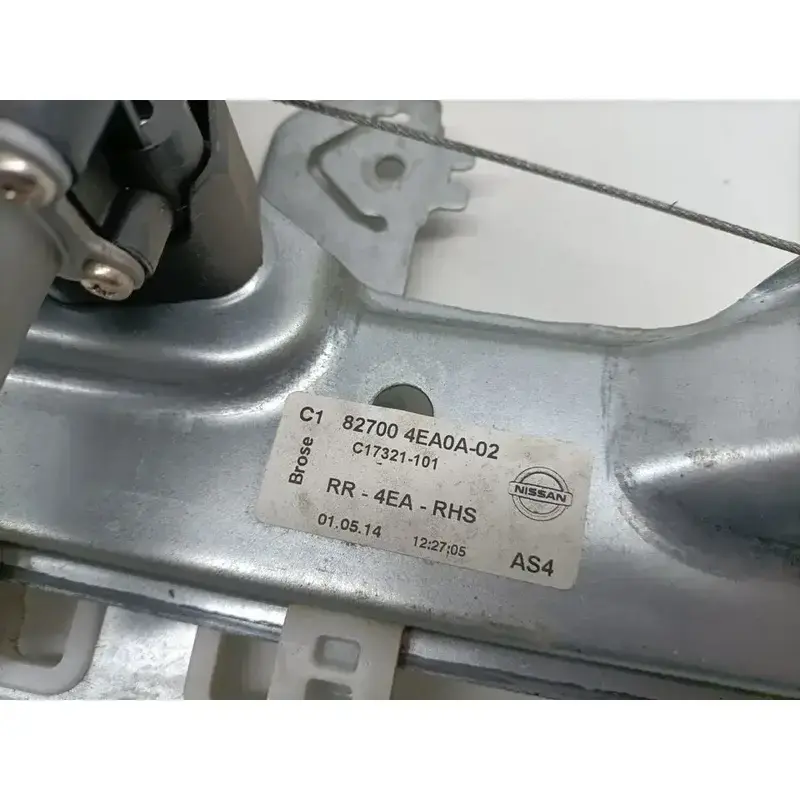 C1 82700 4EA0A-02
Brose
C17321-101
RR - 4EA - RHS
NISSAN
01.05.14 12:27:05
AS4